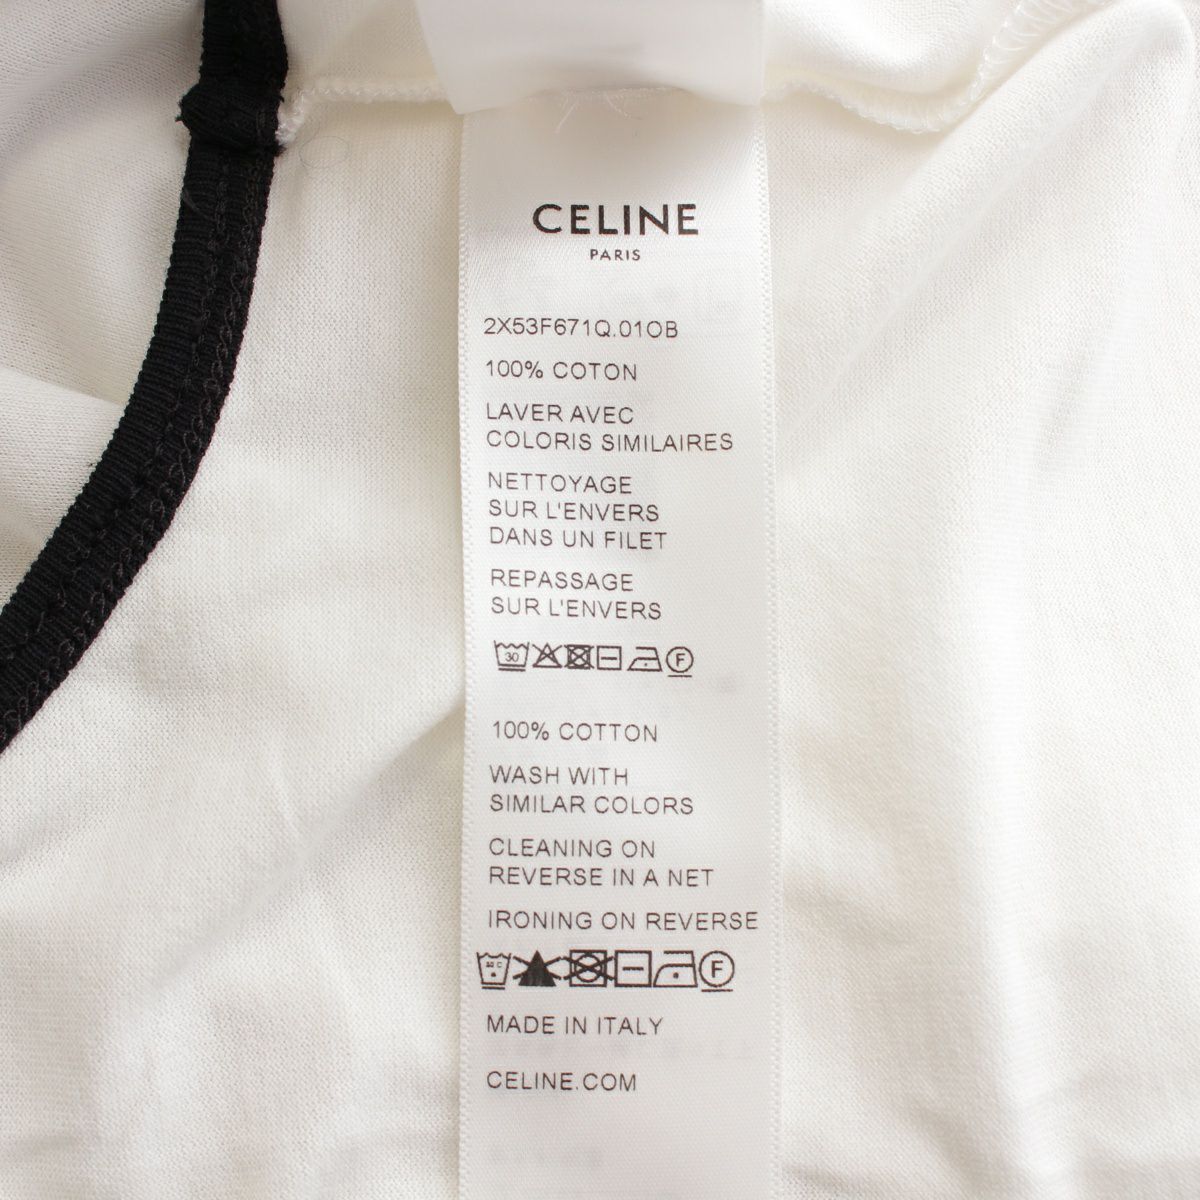 CELINE
PARIS
2X53F671Q.01OB
100% COTON
LAVER AVEC
COLORIS SIMILAIRES
NETTOYAGE
SUR L'ENVERS
DANS UN FILET
REPASSAGE
SUR L'ENVERS
30 F
100% COTTON
WASH WITH
SIMILAR COLORS
CLEANING ON
REVERSE IN A NET
IRONING ON REVERSE
F
MADE IN ITALY
CELINE.COM